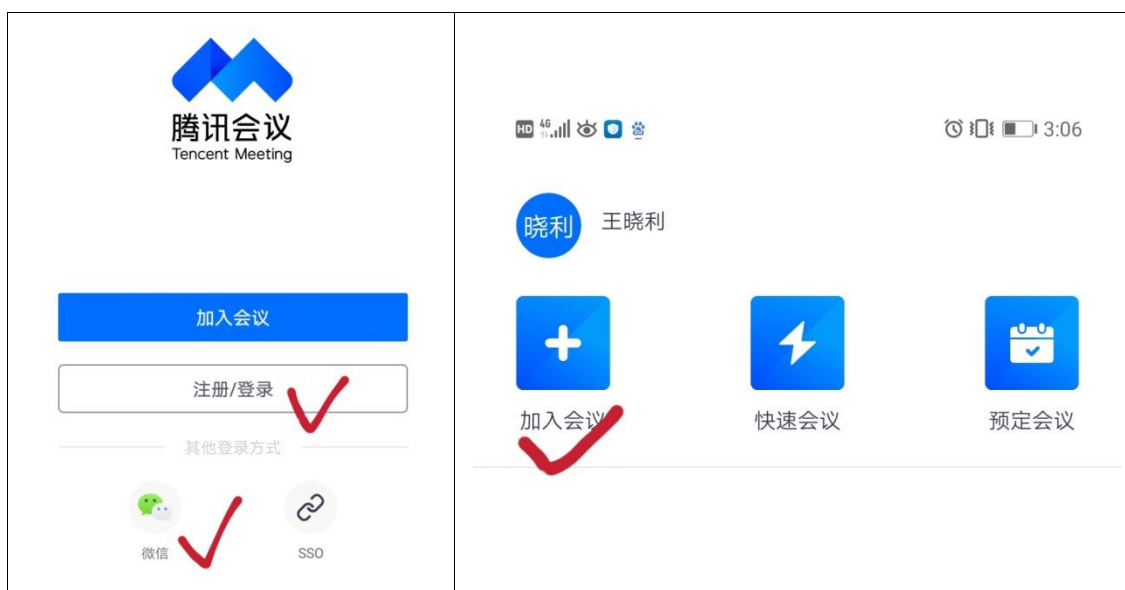 腾讯会议
Tencent Meeting
加入会议
注册/登录
其他登录方式
微信
SSO
HD 4G 3:06
晓利 王晓利
加入会议 快速会议 预定会议